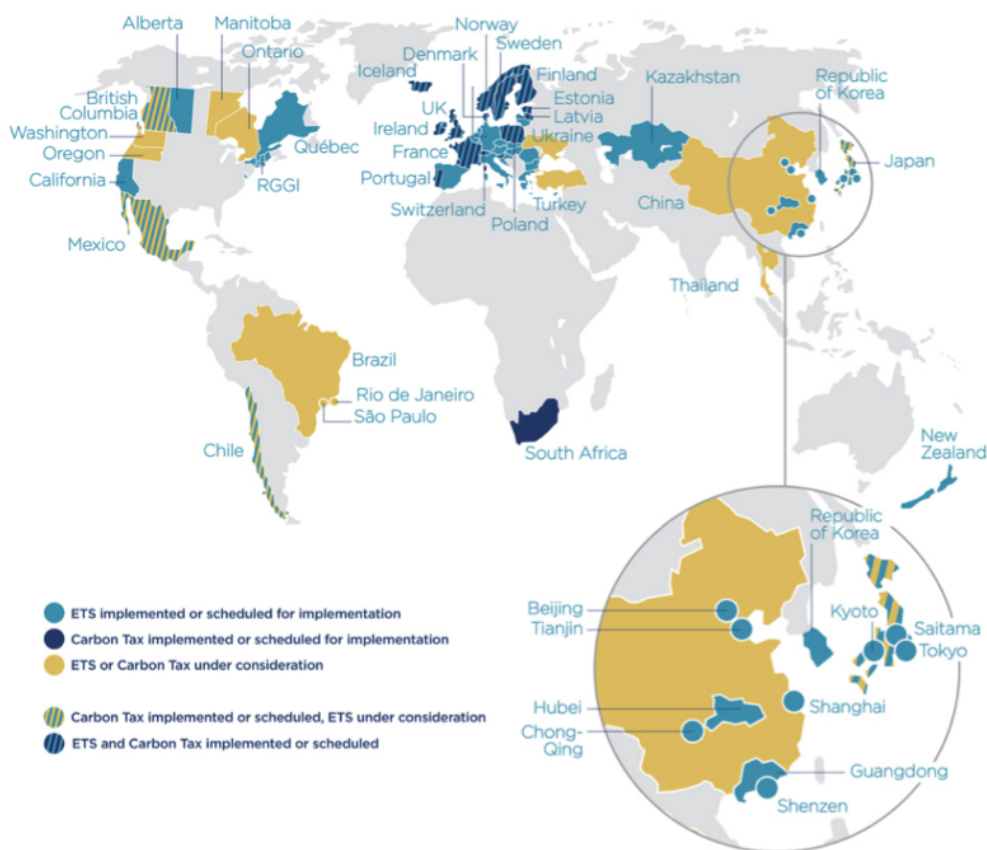 Alberta
Manitoba
Ontario
British
Columbia
Washington
Oregon
California
Mexico
Québec
RGGI
Iceland
Denmark
Norway
Sweden
Finland
Estonia
Latvia
UK
Ireland
France
Portugal
Switzerland
Poland
Ukraine
Turkey
Kazakhstan
Republic
of Korea
Japan
China
Thailand
Brazil
Rio de Janeiro
São Paulo
Chile
South Africa
New
Zealand
Republic
of Korea
Beijing
Tianjin
Kyoto
Saitama
Tokyo
Hubei
Shanghai
Chong-
Qing
Guangdong
Shenzen
ETS implemented or scheduled for implementation
Carbon Tax implemented or scheduled for implementation
ETS or Carbon Tax under consideration
Carbon Tax implemented or scheduled, ETS under consideration
ETS and Carbon Tax implemented or scheduled